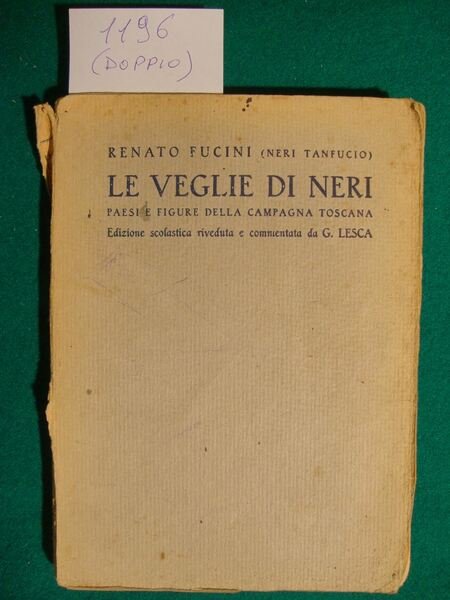 1196
(DOPPIO)
RENATO FUCINI (NERI TANFUCIO)
LE VEGLIE DI NERI
PAESI E FIGURE DELLA CAMPAGNA TOSCANA
Edizione scolastica riveduta e commentata da G. LESCA